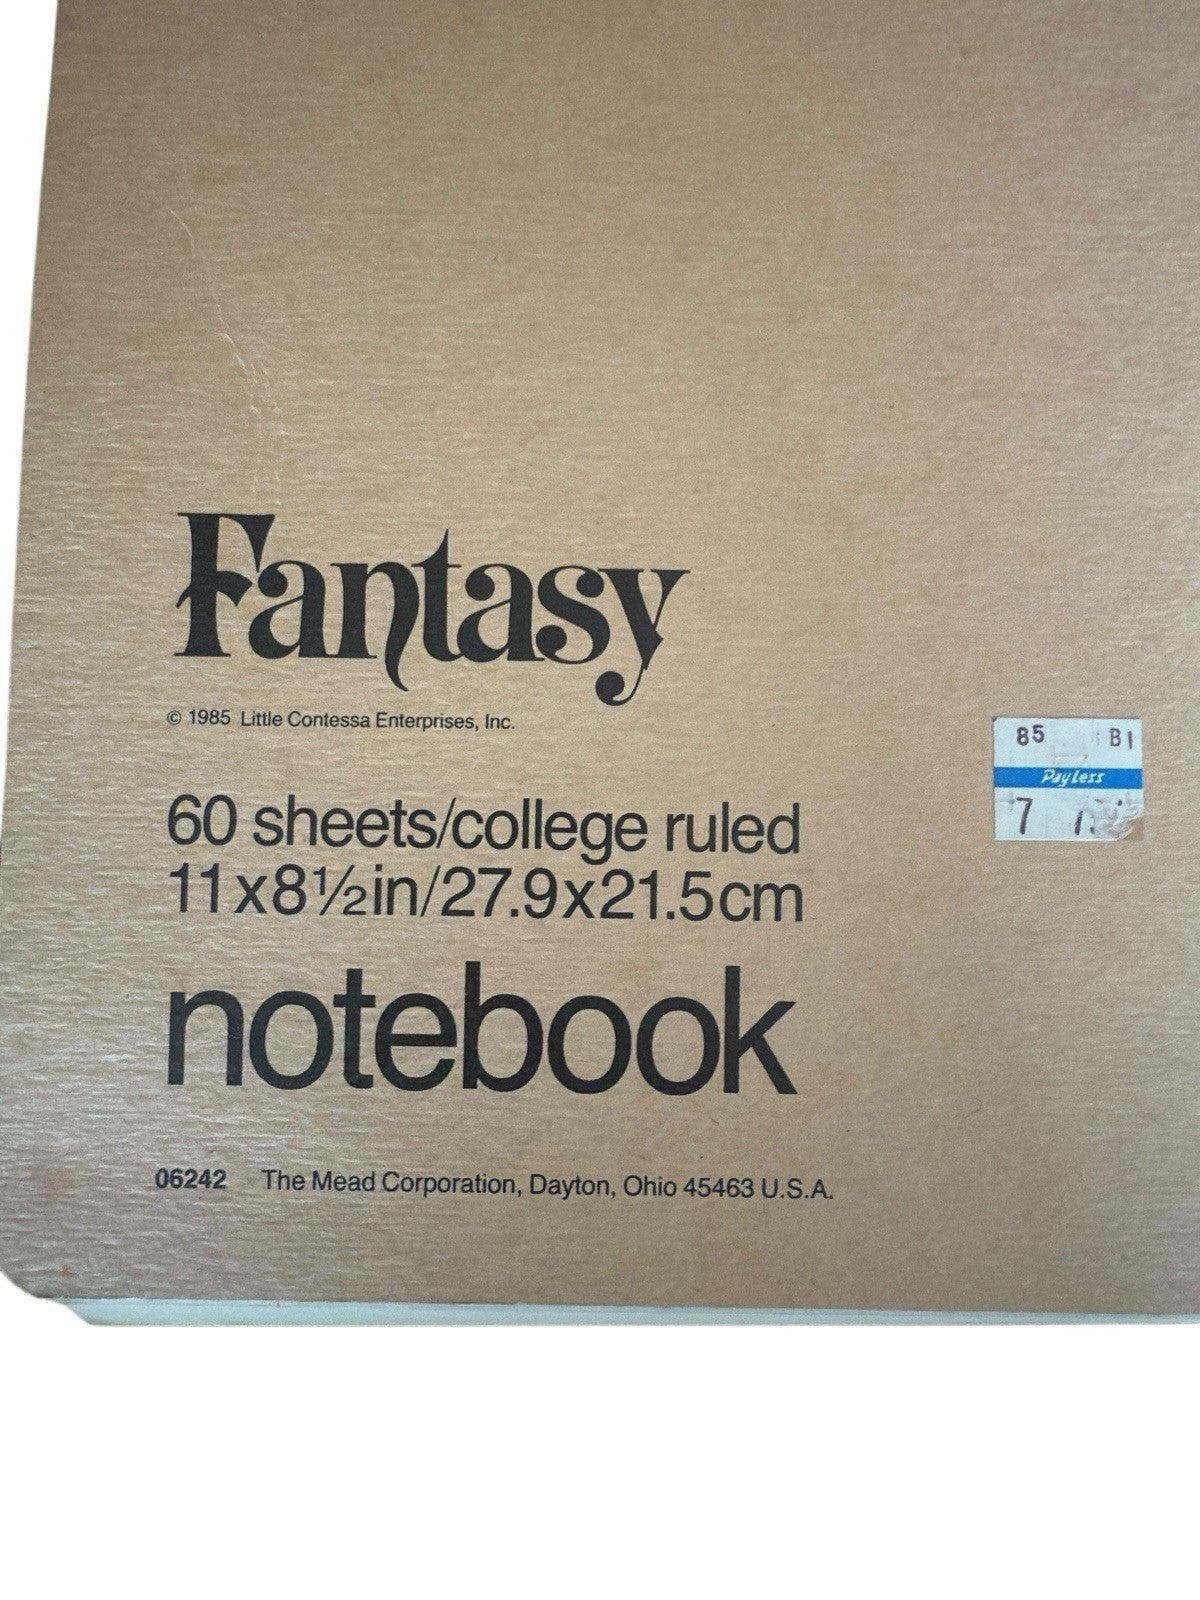 Fantasy
© 1985 Little Contessa Enterprises, Inc.
85 B1
PayLess
7
60 sheets/college ruled
11x8½in/27.9x21.5cm
notebook
06242 The Mead Corporation, Dayton, Ohio 45463 U.S.A.